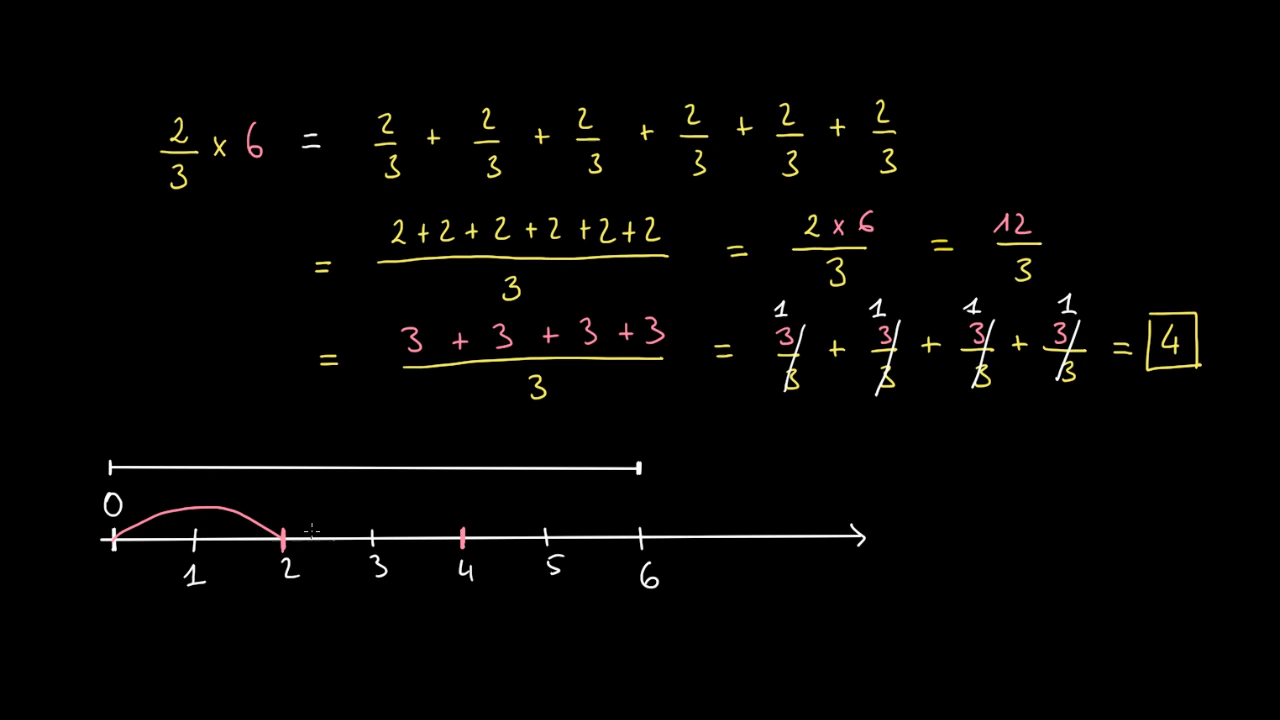 2/3 × 6 = 2/3 + 2/3 + 2/3 + 2/3 + 2/3 + 2/3
= (2+2+2+2+2+2)/3 = (2 × 6)/3 = 12/3
= (3 + 3 + 3 + 3)/3 = 3/3 + 3/3 + 3/3 + 3/3 = 4
1 1 1 1
0
1 2 3 4 5 6